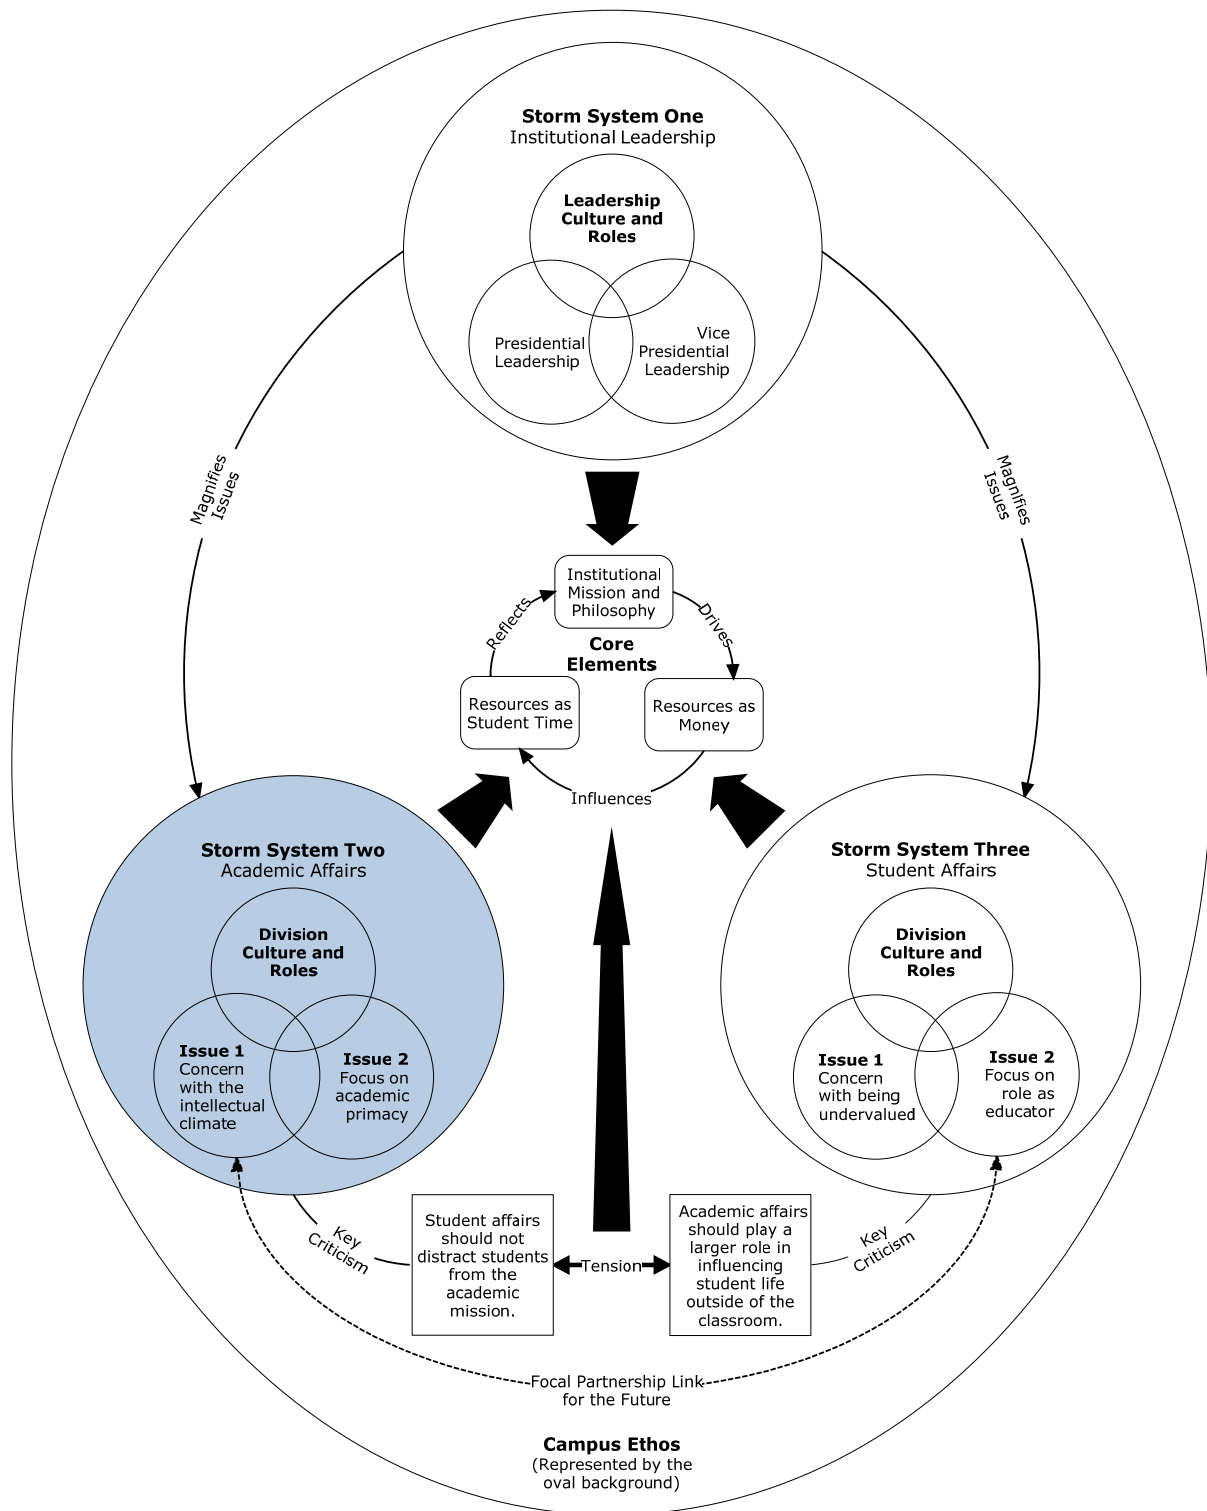 Storm System One
Institutional Leadership
Leadership
Culture and
Roles
Presidential
Leadership
Vice
Presidential
Leadership
Magnifies
Issues
Magnifies
Issues
Institutional
Mission and
Philosophy
Reflects
Drives
Core
Elements
Resources as
Student Time
Resources as
Money
Influences
Storm System Two
Academic Affairs
Division
Culture and
Roles
Issue 1
Concern
with the
intellectual
climate
Issue 2
Focus on
academic
primacy
Storm System Three
Student Affairs
Division
Culture and
Roles
Issue 1
Concern
with being
undervalued
Issue 2
Focus on
role as
educator
Key
Criticism
Student affairs
should not
distract students
from the
academic
mission.
Tension
Academic affairs
should play a
larger role in
influencing
student life
outside of the
classroom.
Key
Criticism
Focal Partnership Link
for the Future
Campus Ethos
(Represented by the
oval background)